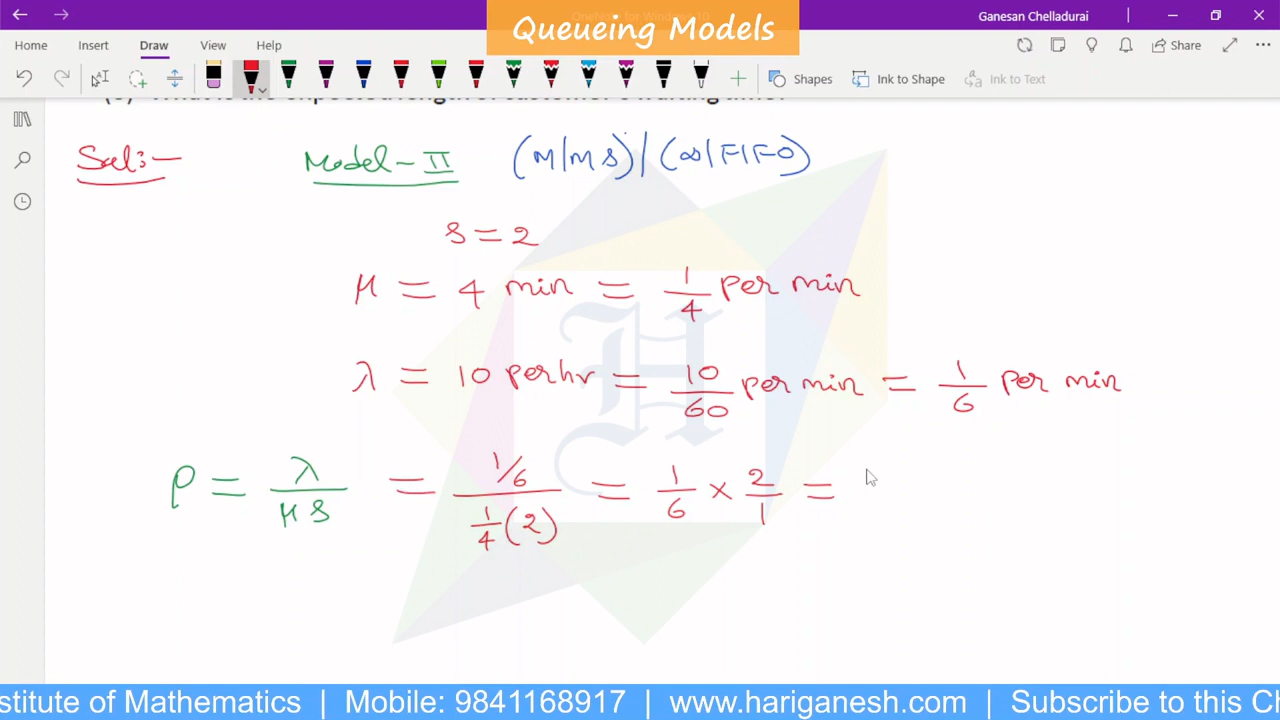 Queueing Models
Ganesan Chelladurai
Home Insert Draw View Help
Share
Shapes Ink to Shape Ink to Text
Sol:-
Model - II (M|M S)|(∞|FIFO)
S = 2
μ = 4 min = 1/4 per min
λ = 10 per hr = 10/60 per min = 1/6 per min
ρ = λ/μS = (1/6)/(1/4 (2)) = 1/6 × 2/1 =
stitute of Mathematics | Mobile: 9841168917 | www.hariganesh.com | Subscribe to this Ch